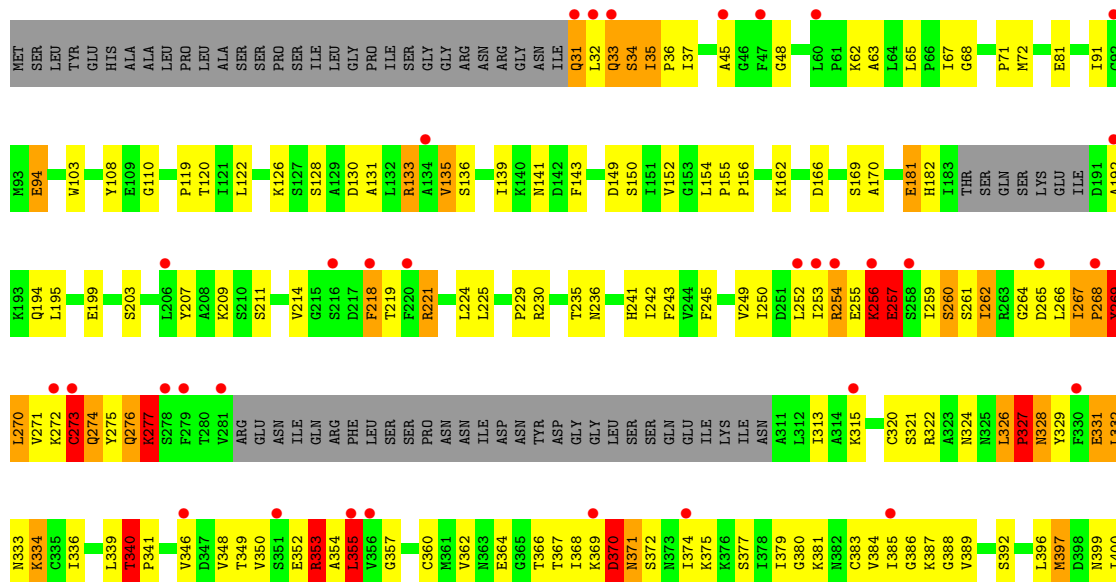 MET SER LEU TYR GLU HIS ALA ALA LEU PRO LEU ALA SER SER PRO SER ILE LEU GLY PRO ILE SER GLY GLY ARG ASN ARG GLY ASN ILE Q31 L32 Q33 S34 I35 P36 I37 A45 G46 F47 G48 L60 P61 K62 A63 L64 L65 P66 I67 G68 P71 M72 E81 I91 G92
M93 E94 W103 Y108 E109 G110 P119 T120 I121 L122 K126 S127 S128 A129 D130 A131 L132 R133 A134 V135 S136 I139 K140 N141 D142 F143 D149 S150 I151 V152 G153 L154 P155 P156 K162 D166 S169 A170 E181 H182 I183 THR SER GLN SER LYS GLU ILE D191 A192
K193 Q194 L195 E199 S203 L206 Y207 A208 K209 S210 S211 V214 G215 S216 D217 F218 T219 F220 R221 L224 L225 P229 R230 T235 N236 H241 I242 F243 V244 F245 V249 I250 D251 L252 I253 R254 E255 K256 E257 S258 I259 S260 S261 I262 R263 G264 D265 L266 I267 P268 Y269
L270 V271 K272 C273 Q274 Y275 Q276 K277 S278 F279 T280 V281 ARG GLU ASN ILE GLN ARG PHE LEU SER SER PRO ASN ASN ILE ASP ASN TYR ASP GLY GLY LEU SER SER GLN GLU ILE LYS ILE ASN A311 L312 I313 A314 K315 C320 S321 R322 A323 N324 N325 L326 P327 N328 Y329 F330 E331 L332
N333 K334 C335 I336 L339 T340 P341 V346 D347 V348 T349 V350 S351 E352 R353 A354 L355 V356 G357 C360 M361 V362 N363 E364 G365 T366 T367 I368 K369 D370 N371 S372 N373 I374 K375 K376 S377 I378 I379 G380 K381 N382 C383 V384 I385 G386 K387 G388 V389 S392 L396 M397 D398 N399